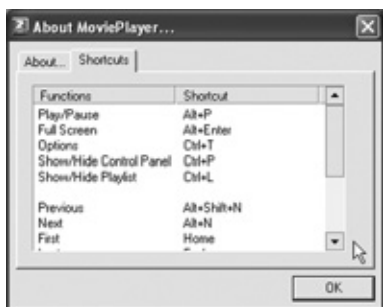 About MoviePlayer...
About... Shortcuts
Functions Shortcut
Play/Pause Alt+P
Full Screen Alt+Enter
Options Ctrl+T
Show/Hide Control Panel Ctrl+P
Show/Hide Playlist Ctrl+L
Previous Alt+Shift+N
Next Alt+N
First Home
OK